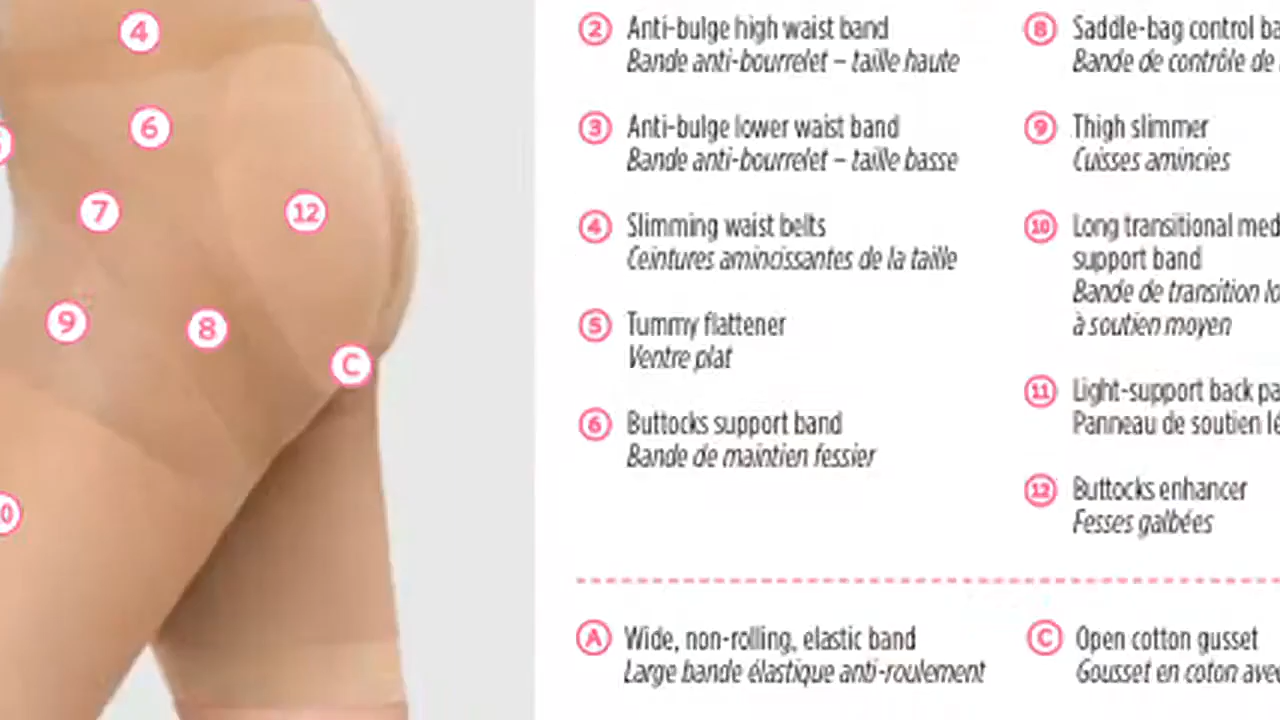 4
6
7
12
9
8
C
2 Anti-bulge high waist band
Bande anti-bourrelet – taille haute
3 Anti-bulge lower waist band
Bande anti-bourrelet – taille basse
4 Slimming waist belts
Ceintures amincissantes de la taille
5 Tummy flattener
Ventre plat
6 Buttocks support band
Bande de maintien fessier
8 Saddle-bag control
Bande de contrôle de
9 Thigh slimmer
Cuisses amincies
10 Long transitional
support band
Bande de transition
à soutien moyen
11 Light-support back
Panneau de soutien
12 Buttocks enhancer
Fesses galbées
A Wide, non-rolling, elastic band
Large bande élastique anti-roulement
C Open cotton gusset
Gousset en coton